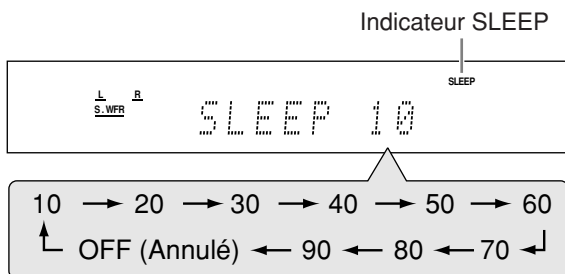 Indicateur SLEEP
SLEEP
L R
S.WFR
SLEEP 10
10 → 20 → 30 → 40 → 50 → 60
OFF (Annulé) ← 90 ← 80 ← 70